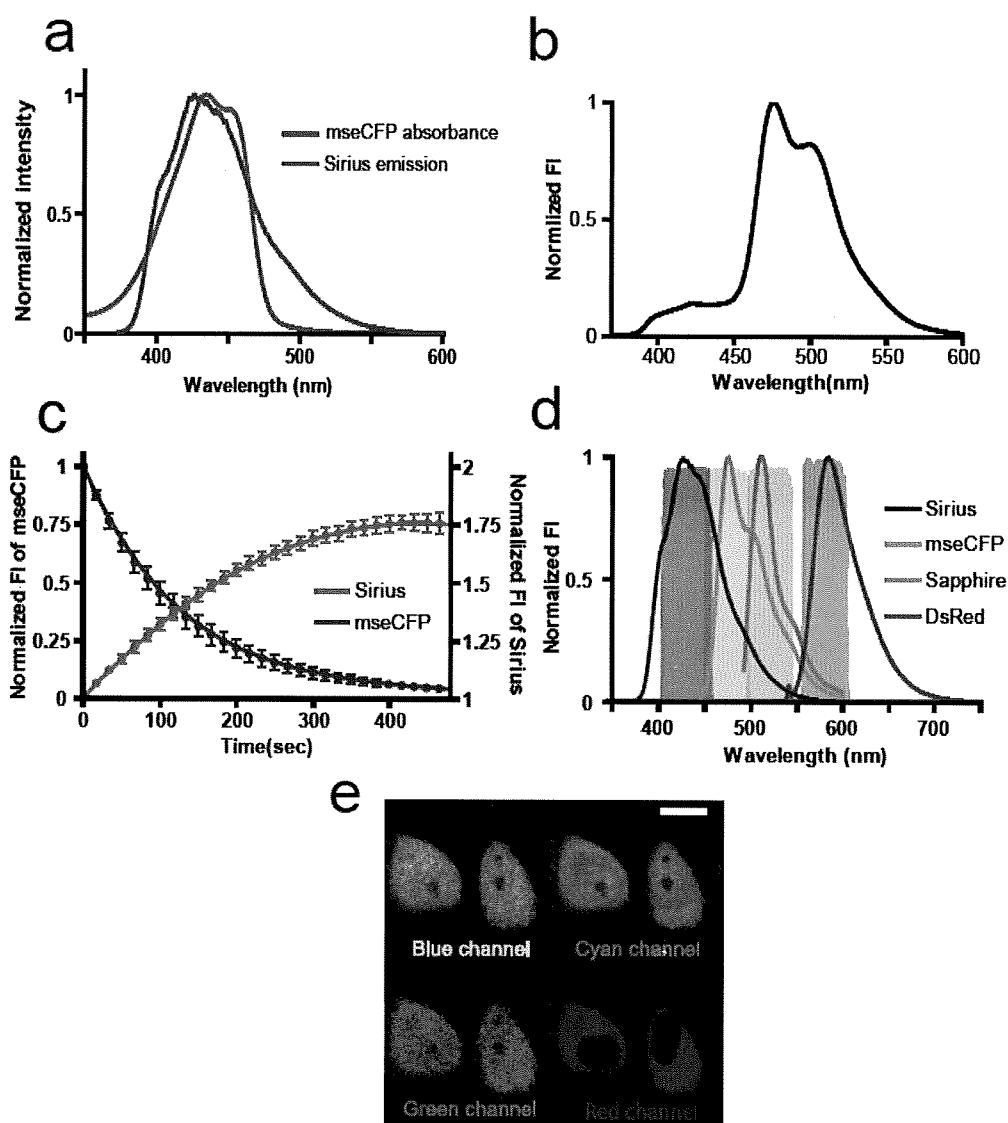 a
Normalized Intensity
1
0.5
0
400
500
600
Wavelength (nm)
mseCFP absorbance
Sirius emission
b
Normlized FI
1
0.5
0
400
450
500
550
600
Wavelength(nm)
c
Normalized FI of mseCFP
1
0.75
0.5
0.25
0
0
100
200
300
400
Time(sec)
2
1.75
1.5
1.25
1
Normalized FI of Sirius
Sirius
mseCFP
d
Normalized FI
1
0.5
0
400
500
600
700
Wavelength (nm)
Sirius
mseCFP
Sapphire
DsRed
e
Blue channel
Cyan channel
Green channel
Red channel